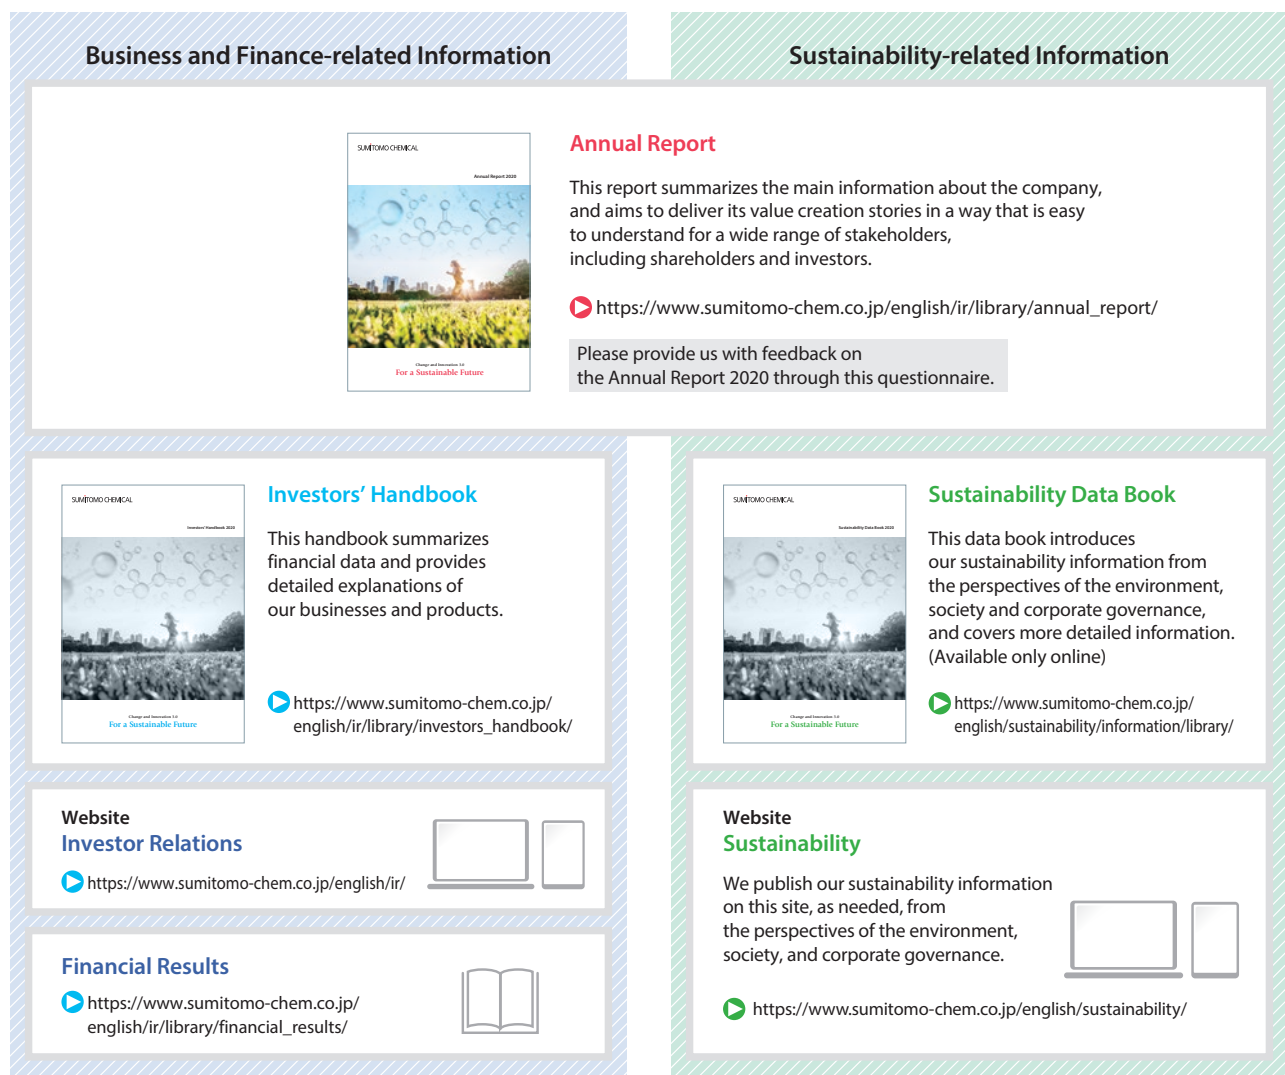 Business and Finance-related Information
Sustainability-related Information
SUMITOMO CHEMICAL
Annual Report 2020
Change and Innovation 3.0
For a Sustainable Future
Annual Report
This report summarizes the main information about the company,
and aims to deliver its value creation stories in a way that is easy
to understand for a wide range of stakeholders,
including shareholders and investors.
https://www.sumitomo-chem.co.jp/english/ir/library/annual_report/
Please provide us with feedback on
the Annual Report 2020 through this questionnaire.
SUMITOMO CHEMICAL
Investors' Handbook 2020
Change and Innovation 3.0
For a Sustainable Future
Investors’ Handbook
This handbook summarizes
financial data and provides
detailed explanations of
our businesses and products.
https://www.sumitomo-chem.co.jp/
english/ir/library/investors_handbook/
SUMITOMO CHEMICAL
Sustainability Data Book 2020
Change and Innovation 3.0
For a Sustainable Future
Sustainability Data Book
This data book introduces
our sustainability information from
the perspectives of the environment,
society and corporate governance,
and covers more detailed information.
(Available only online)
https://www.sumitomo-chem.co.jp/
english/sustainability/information/library/
Website
Investor Relations
https://www.sumitomo-chem.co.jp/english/ir/
Financial Results
https://www.sumitomo-chem.co.jp/
english/ir/library/financial_results/
Website
Sustainability
We publish our sustainability information
on this site, as needed, from
the perspectives of the environment,
society, and corporate governance.
https://www.sumitomo-chem.co.jp/english/sustainability/